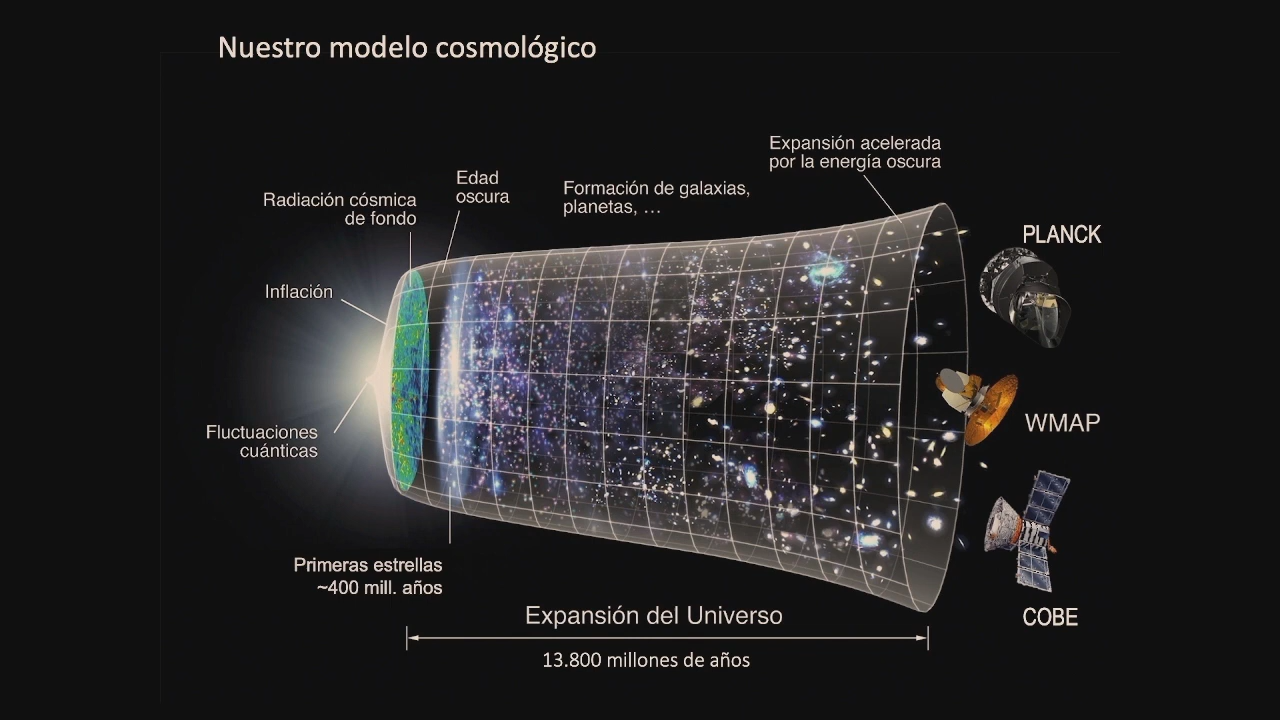 Nuestro modelo cosmológico
Expansión acelerada
por la energía oscura
Edad
oscura
Formación de galaxias,
planetas, ...
Radiación cósmica
de fondo
PLANCK
Inflación
WMAP
Fluctuaciones
cuánticas
Primeras estrellas
~400 mill. años
Expansión del Universo
COBE
13.800 millones de años